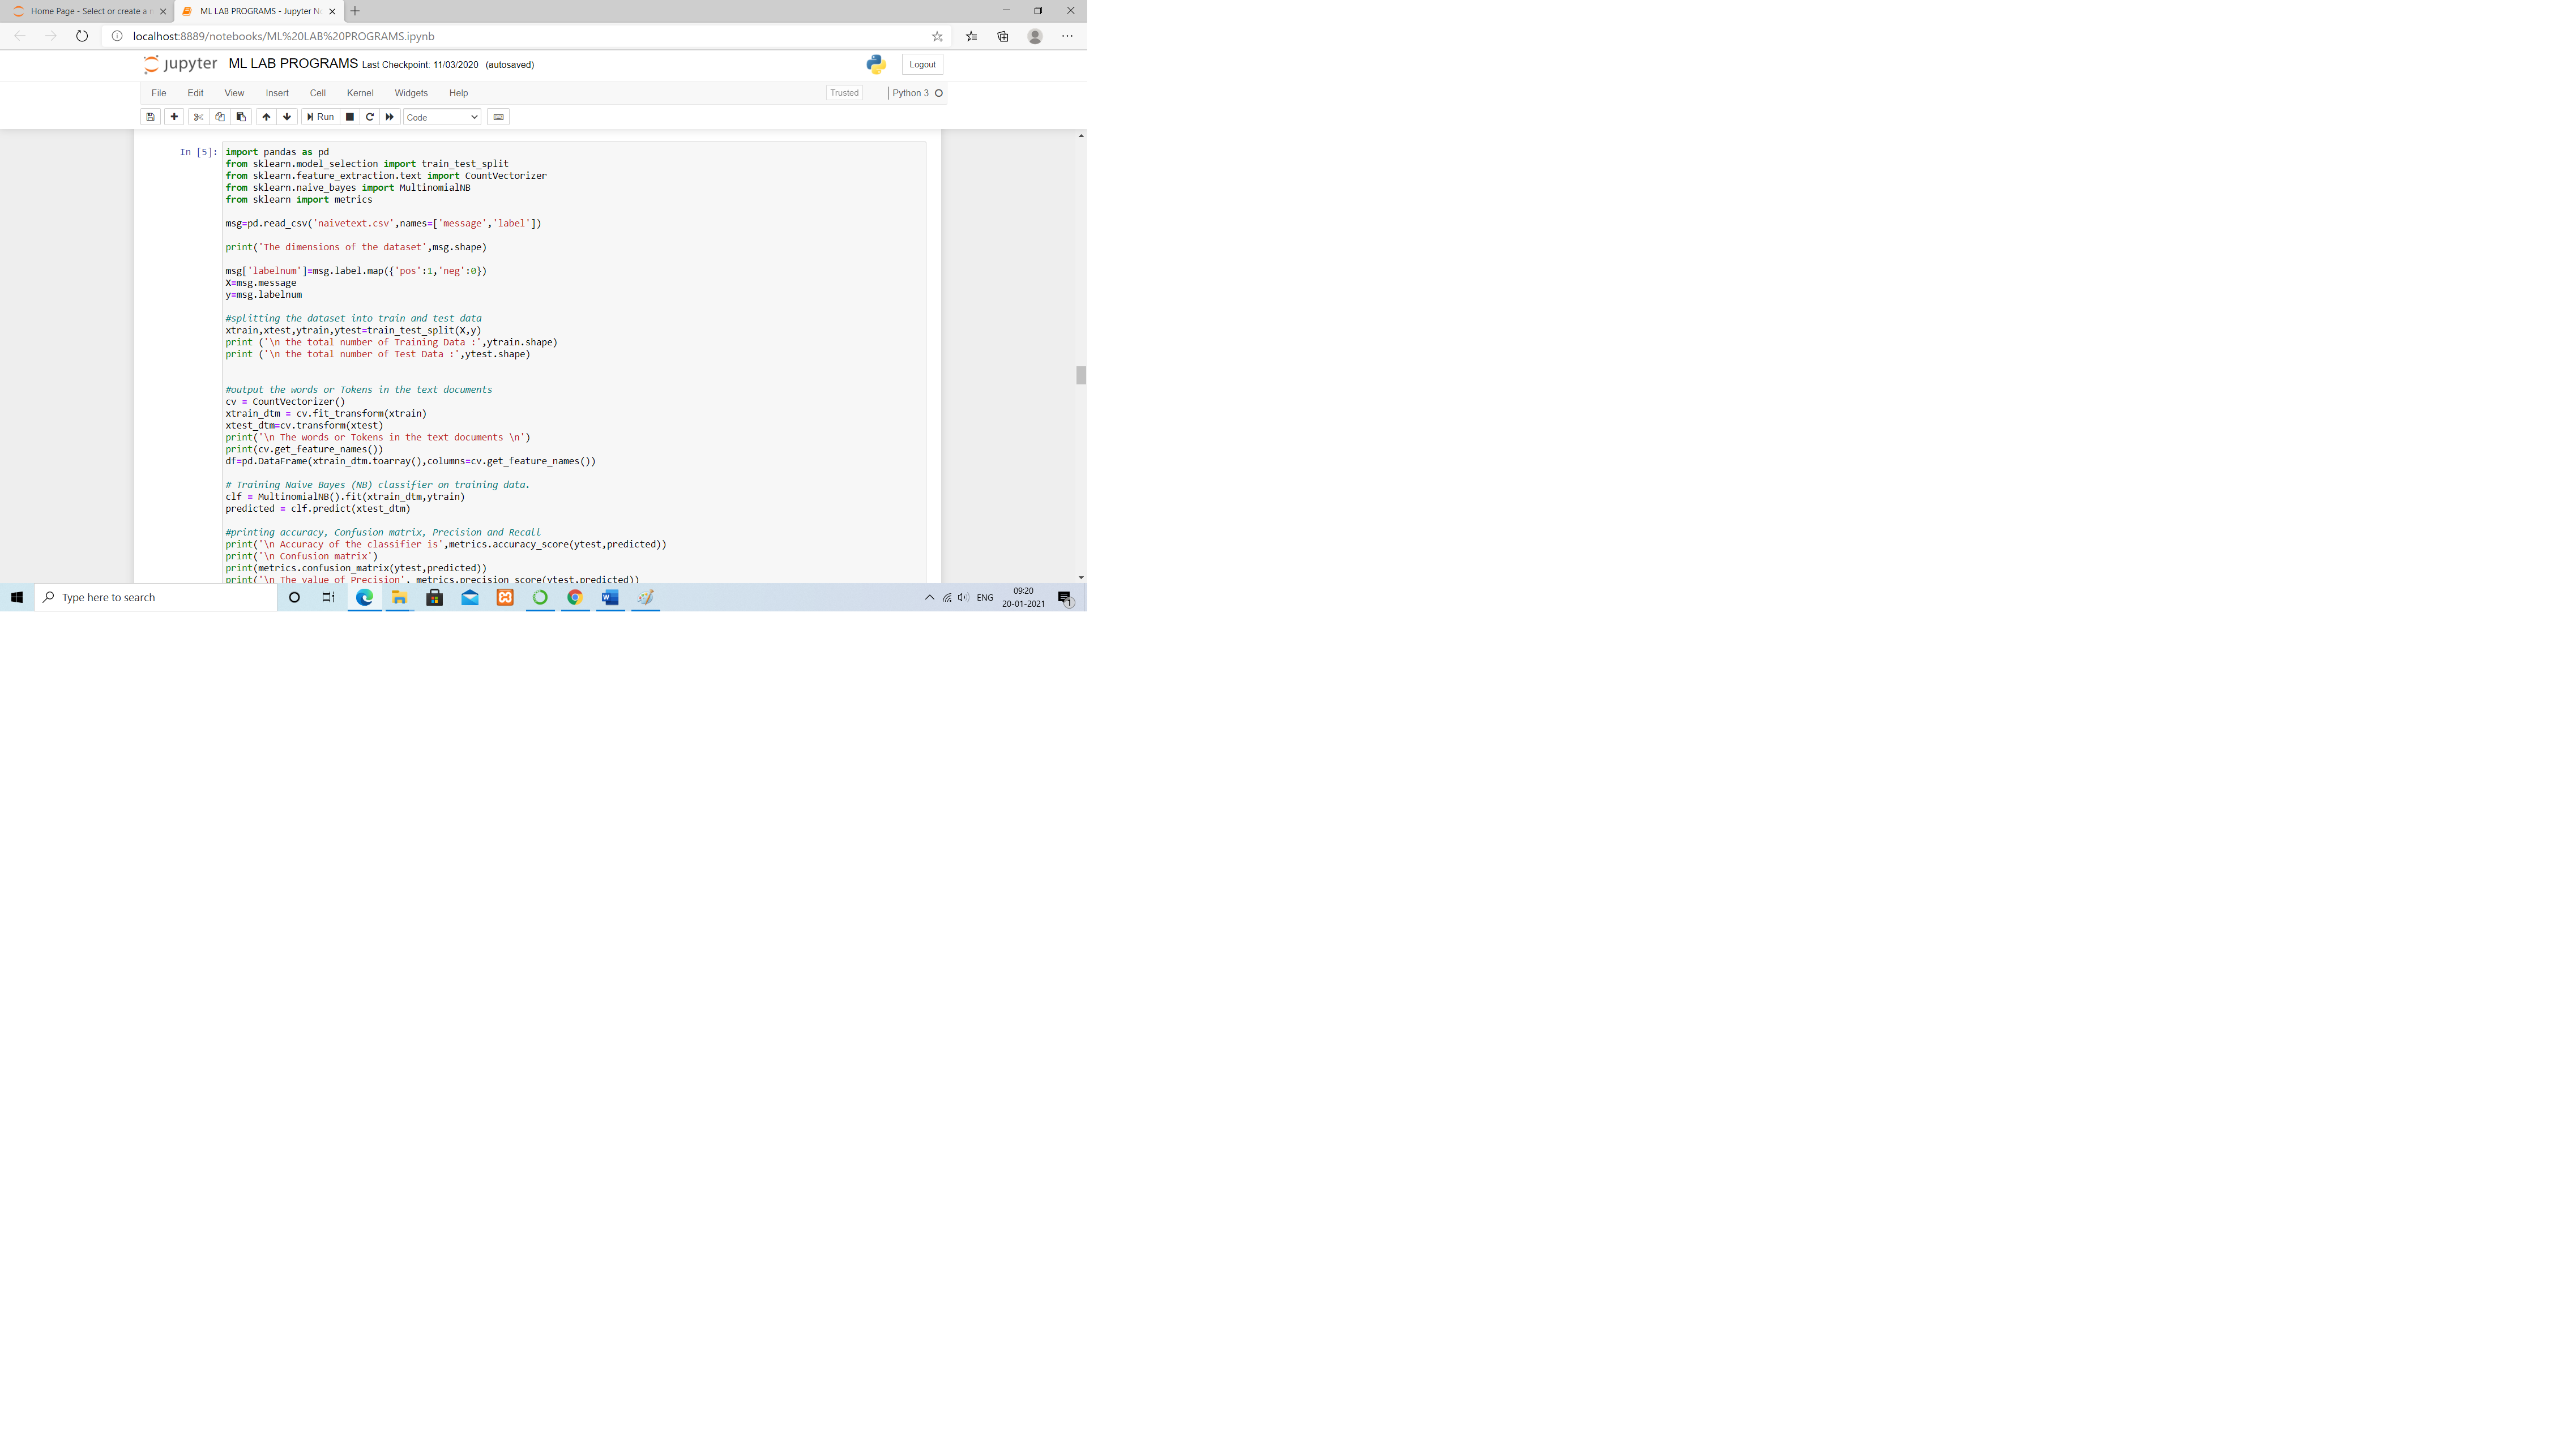 Home Page - Select or create a
ML LAB PROGRAMS - Jupyter N
localhost:8889/notebooks/ML%20LAB%20PROGRAMS.ipynb
jupyter ML LAB PROGRAMS Last Checkpoint: 11/03/2020 (autosaved)
Logout
File Edit View Insert Cell Kernel Widgets Help
Trusted
Python 3
Run
Code
In [5]:
import pandas as pd
from sklearn.model_selection import train_test_split
from sklearn.feature_extraction.text import CountVectorizer
from sklearn.naive_bayes import MultinomialNB
from sklearn import metrics
msg=pd.read_csv('naivetext.csv',names=['message','label'])
print('The dimensions of the dataset',msg.shape)
msg['labelnum']=msg.label.map({'pos':1,'neg':0})
X=msg.message
y=msg.labelnum
#splitting the dataset into train and test data
xtrain,xtest,ytrain,ytest=train_test_split(X,y)
print ('\n the total number of Training Data :',ytrain.shape)
print ('\n the total number of Test Data :',ytest.shape)
#output the words or Tokens in the text documents
cv = CountVectorizer()
xtrain_dtm = cv.fit_transform(xtrain)
xtest_dtm=cv.transform(xtest)
print('\n The words or Tokens in the text documents \n')
print(cv.get_feature_names())
df=pd.DataFrame(xtrain_dtm.toarray(),columns=cv.get_feature_names())
# Training Naive Bayes (NB) classifier on training data.
clf = MultinomialNB().fit(xtrain_dtm,ytrain)
predicted = clf.predict(xtest_dtm)
#printing accuracy, Confusion matrix, Precision and Recall
print('\n Accuracy of the classifier is',metrics.accuracy_score(ytest,predicted))
print('\n Confusion matrix')
print(metrics.confusion_matrix(ytest,predicted))
print('\n The value of Precision', metrics.precision_score(ytest,predicted))
Type here to search
ENG
09:20
20-01-2021
1